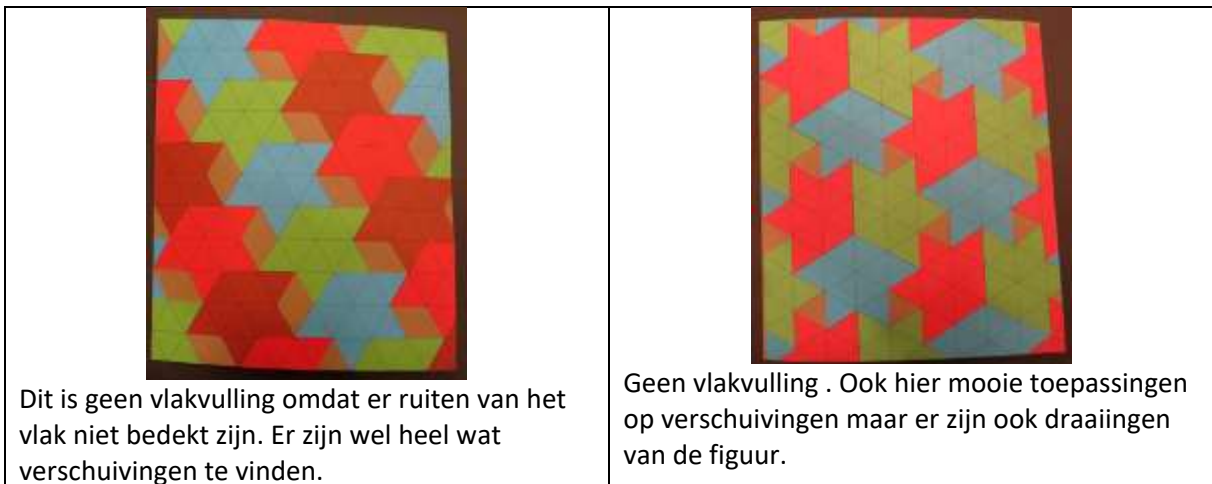 Dit is geen vlakvulling omdat er ruiten van het
vlak niet bedekt zijn. Er zijn wel heel wat
verschuivingen te vinden.
Geen vlakvulling . Ook hier mooie toepassingen
op verschuivingen maar er zijn ook draaiingen
van de figuur.